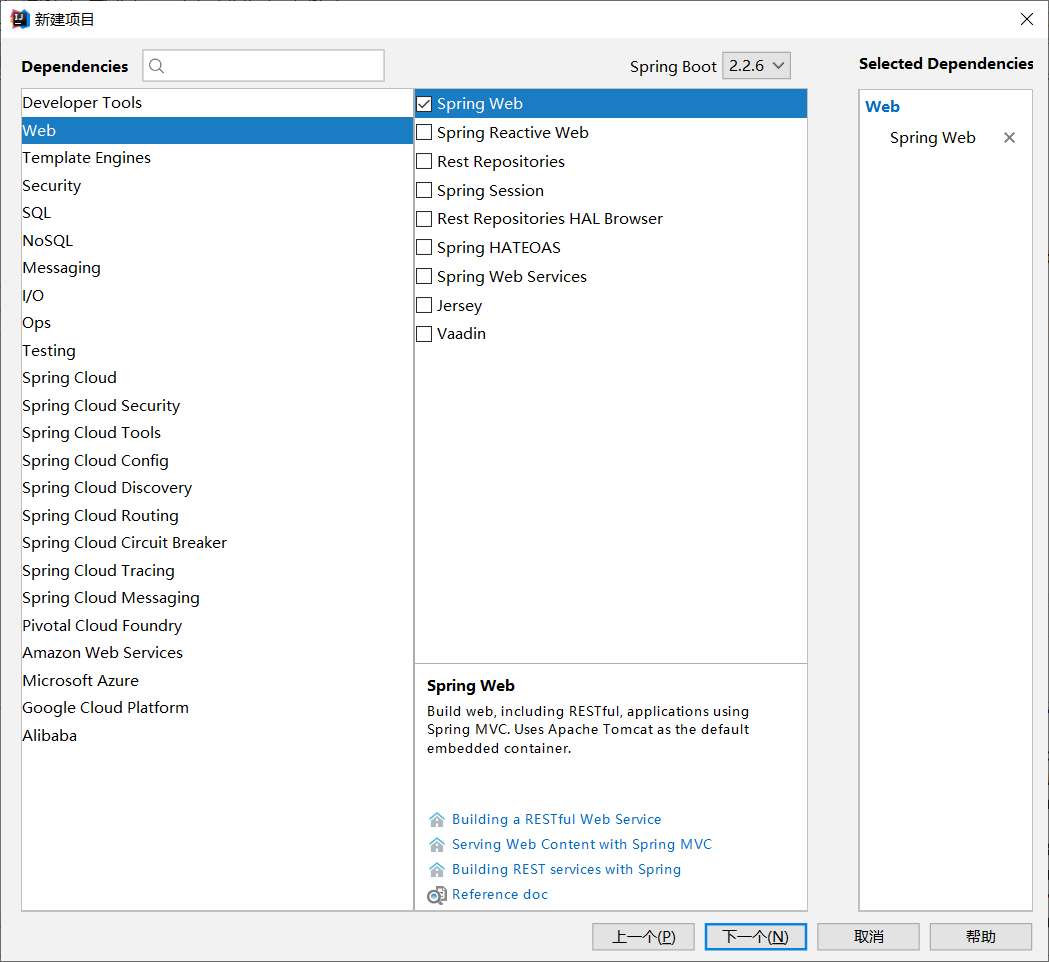 新建项目
Dependencies
Spring Boot 2.2.6
Selected Dependencies
Developer Tools
Web
Template Engines
Security
SQL
NoSQL
Messaging
I/O
Ops
Testing
Spring Cloud
Spring Cloud Security
Spring Cloud Tools
Spring Cloud Config
Spring Cloud Discovery
Spring Cloud Routing
Spring Cloud Circuit Breaker
Spring Cloud Tracing
Spring Cloud Messaging
Pivotal Cloud Foundry
Amazon Web Services
Microsoft Azure
Google Cloud Platform
Alibaba
Spring Web
Spring Reactive Web
Rest Repositories
Spring Session
Rest Repositories HAL Browser
Spring HATEOAS
Spring Web Services
Jersey
Vaadin
Spring Web
Build web, including RESTful, applications using
Spring MVC. Uses Apache Tomcat as the default
embedded container.
Building a RESTful Web Service
Serving Web Content with Spring MVC
Building REST services with Spring
Reference doc
Web
Spring Web
上一个(P)
下一个(N)
取消
帮助